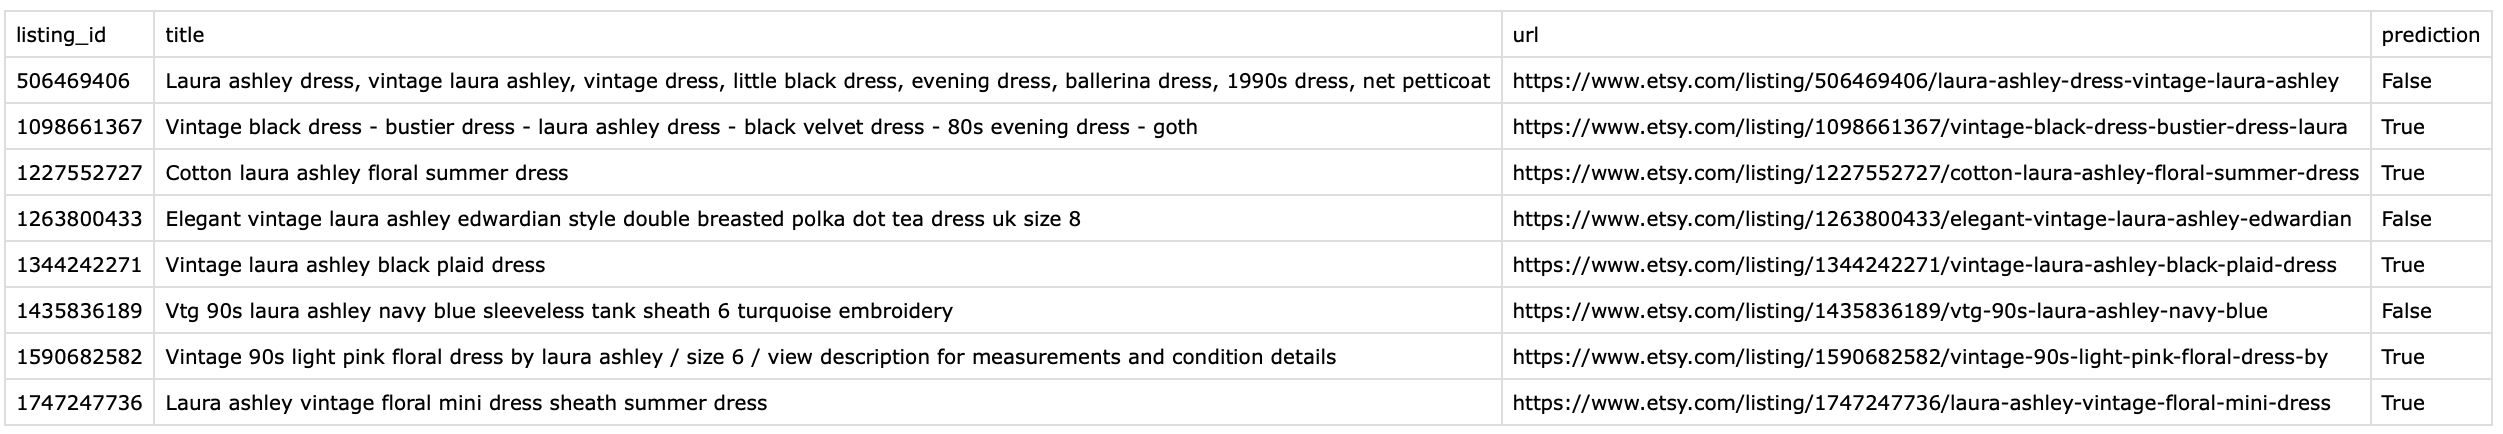 listing_id title url prediction
506469406 Laura ashley dress, vintage laura ashley, vintage dress, little black dress, evening dress, ballerina dress, 1990s dress, net petticoat https://www.etsy.com/listing/506469406/laura-ashley-dress-vintage-laura-ashley False
1098661367 Vintage black dress - bustier dress - laura ashley dress - black velvet dress - 80s evening dress - goth https://www.etsy.com/listing/1098661367/vintage-black-dress-bustier-dress-laura True
1227552727 Cotton laura ashley floral summer dress https://www.etsy.com/listing/1227552727/cotton-laura-ashley-floral-summer-dress True
1263800433 Elegant vintage laura ashley edwardian style double breasted polka dot tea dress uk size 8 https://www.etsy.com/listing/1263800433/elegant-vintage-laura-ashley-edwardian False
1344242271 Vintage laura ashley black plaid dress https://www.etsy.com/listing/1344242271/vintage-laura-ashley-black-plaid-dress True
1435836189 Vtg 90s laura ashley navy blue sleeveless tank sheath 6 turquoise embroidery https://www.etsy.com/listing/1435836189/vtg-90s-laura-ashley-navy-blue False
1590682582 Vintage 90s light pink floral dress by laura ashley / size 6 / view description for measurements and condition details https://www.etsy.com/listing/1590682582/vintage-90s-light-pink-floral-dress-by True
1747247736 Laura ashley vintage floral mini dress sheath summer dress https://www.etsy.com/listing/1747247736/laura-ashley-vintage-floral-mini-dress True